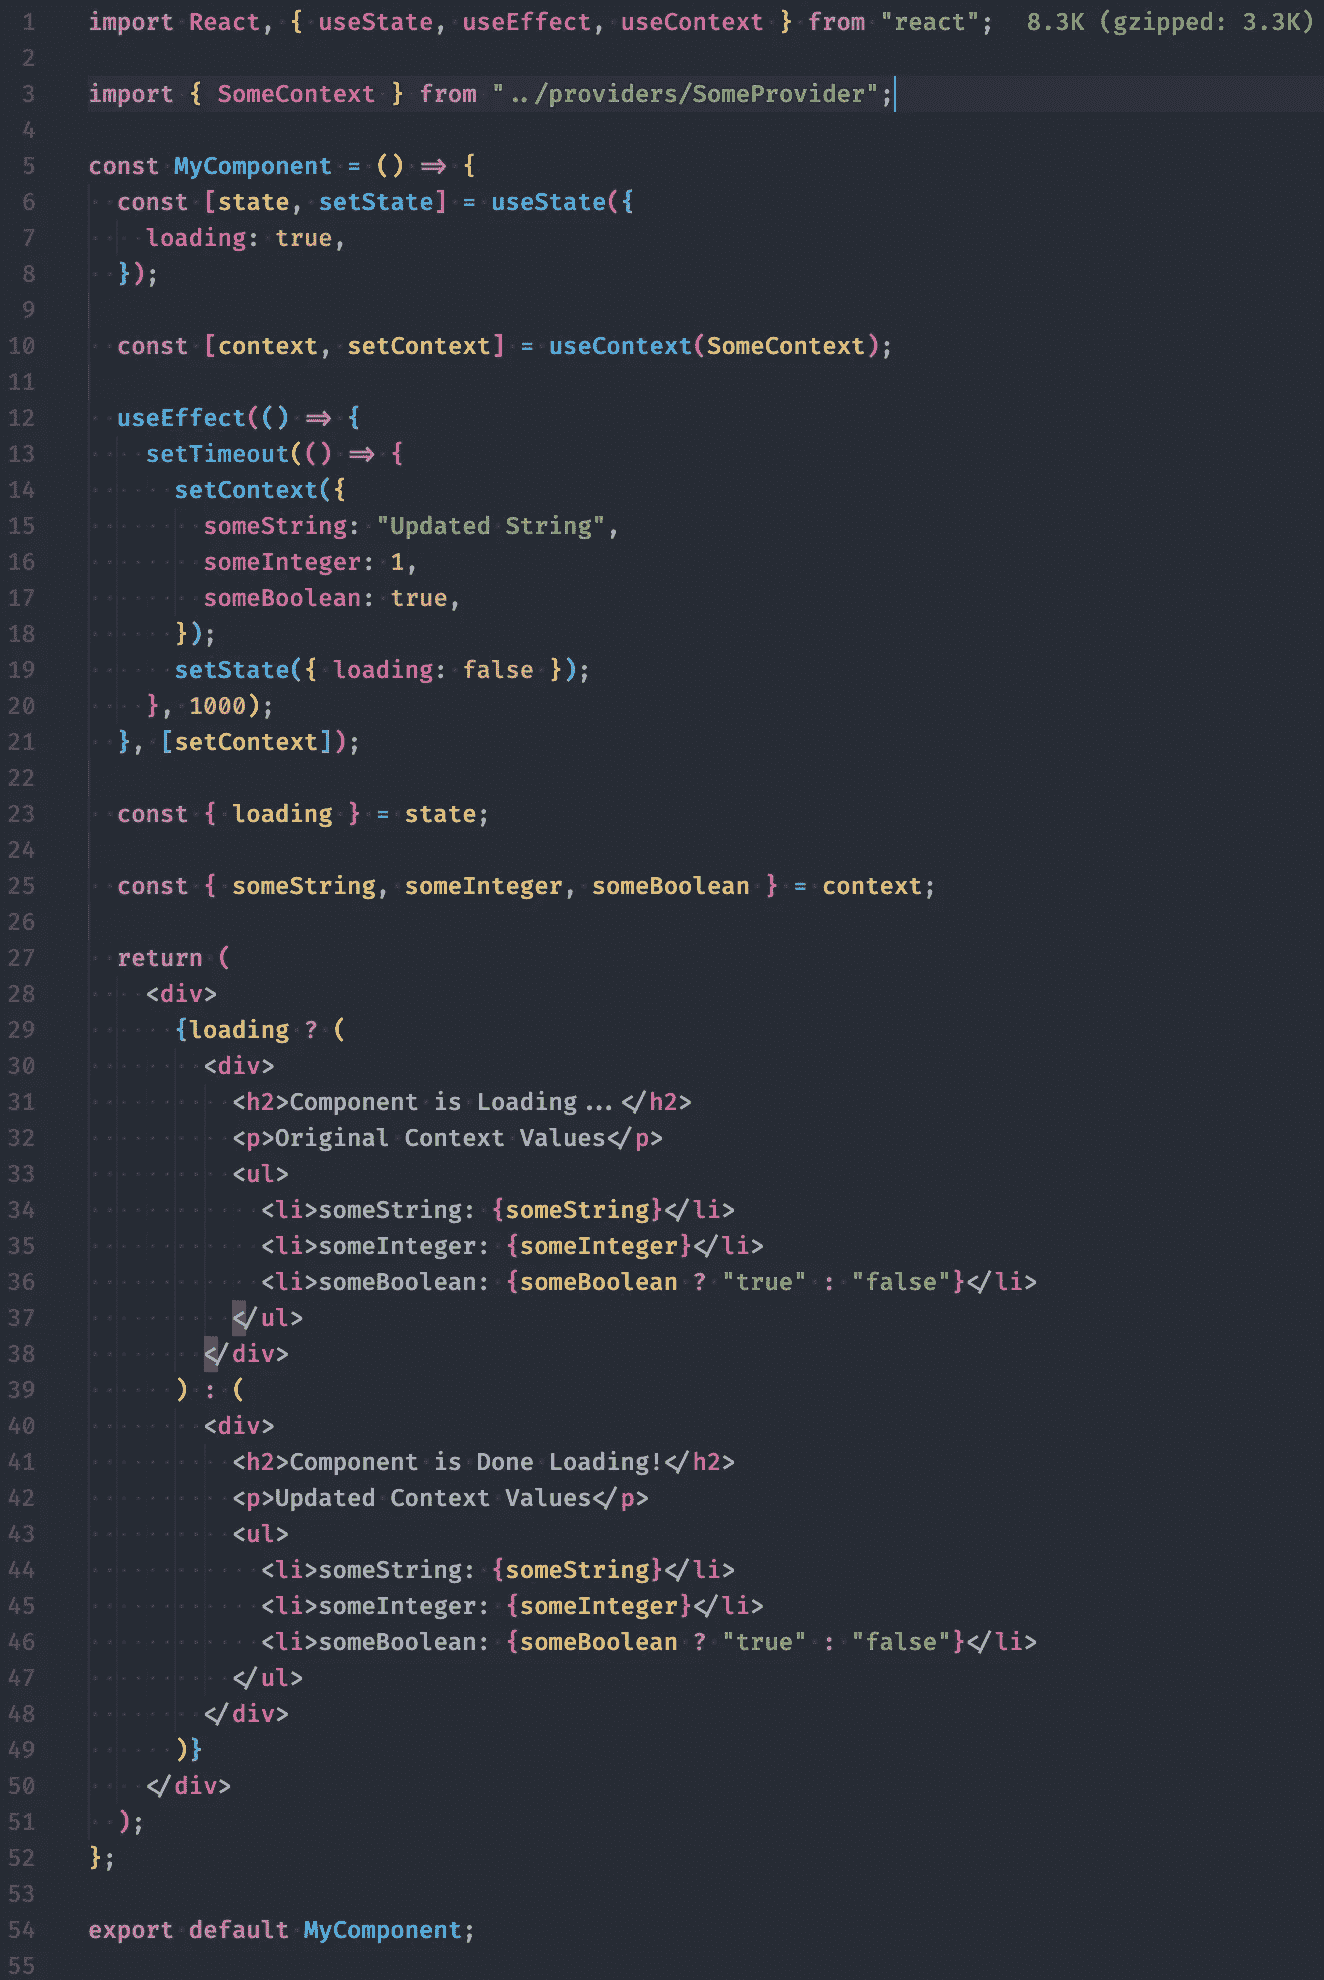 1 import React, { useState, useEffect, useContext } from "react"; 8.3K (gzipped: 3.3K)
2
3 import { SomeContext } from "../providers/SomeProvider";
4
5 const MyComponent = () => {
6   const [state, setState] = useState({
7     loading: true,
8   });
9
10   const [context, setContext] = useContext(SomeContext);
11
12   useEffect(() => {
13     setTimeout(() => {
14       setContext({
15         someString: "Updated String",
16         someInteger: 1,
17         someBoolean: true,
18       });
19       setState({ loading: false });
20     }, 1000);
21   }, [setContext]);
22
23   const { loading } = state;
24
25   const { someString, someInteger, someBoolean } = context;
26
27   return (
28     <div>
29       {loading ? (
30         <div>
31           <h2>Component is Loading...</h2>
32           <p>Original Context Values</p>
33           <ul>
34             <li>someString: {someString}</li>
35             <li>someInteger: {someInteger}</li>
36             <li>someBoolean: {someBoolean ? "true" : "false"}</li>
37           </ul>
38         </div>
39       ) : (
40         <div>
41           <h2>Component is Done Loading!</h2>
42           <p>Updated Context Values</p>
43           <ul>
44             <li>someString: {someString}</li>
45             <li>someInteger: {someInteger}</li>
46             <li>someBoolean: {someBoolean ? "true" : "false"}</li>
47           </ul>
48         </div>
49       )}
50     </div>
51   );
52 };
53
54 export default MyComponent;
55